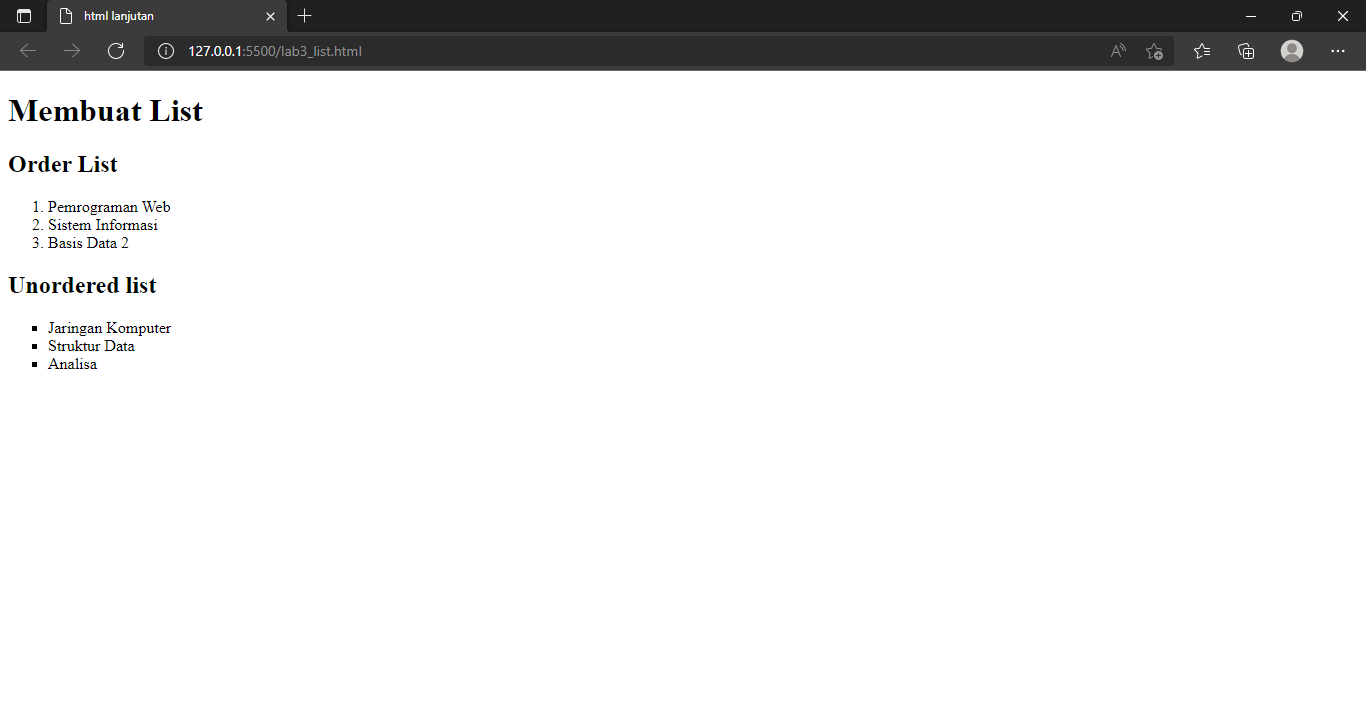 html lanjutan
127.0.0.1:5500/lab3_list.html
Membuat List
Order List
1. Pemrograman Web
2. Sistem Informasi
3. Basis Data 2
Unordered list
▪ Jaringan Komputer
▪ Struktur Data
▪ Analisa